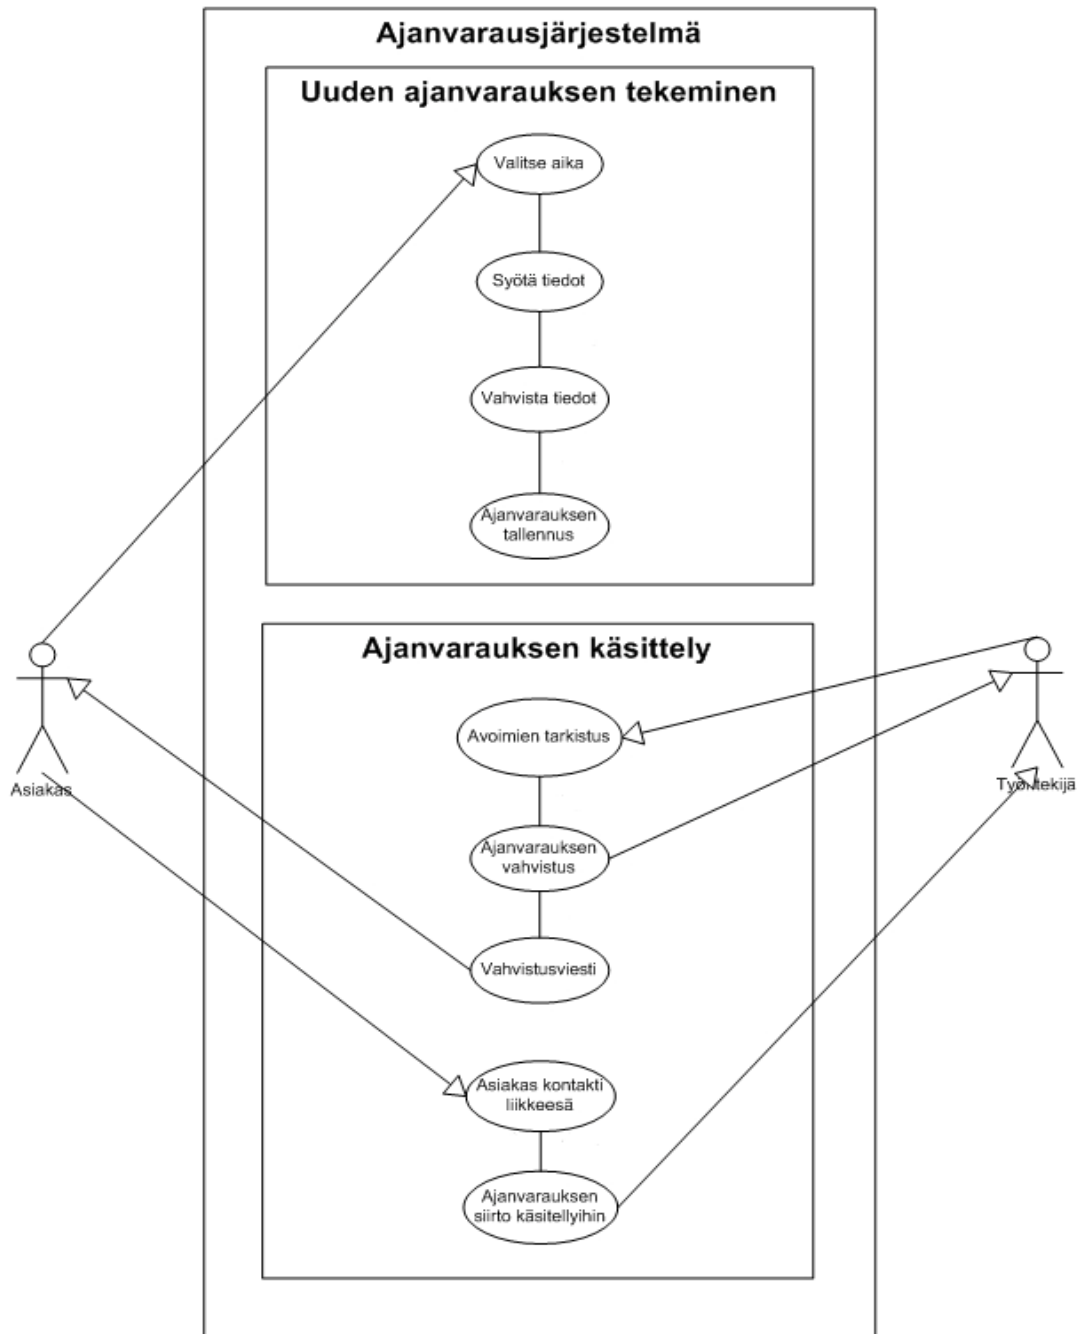 Ajanvarausjärjestelmä
Uuden ajanvarauksen tekeminen
Valitse aika
Syötä tiedot
Vahvista tiedot
Ajanvarauksen
tallennus
Ajanvarauksen käsittely
Avoimien tarkistus
Asiakas
Työntekijä
Ajanvarauksen
vahvistus
Vahvistusviesti
Asiakas kontakti
liikkeesä
Ajanvarauksen
siirto käsitellyihin